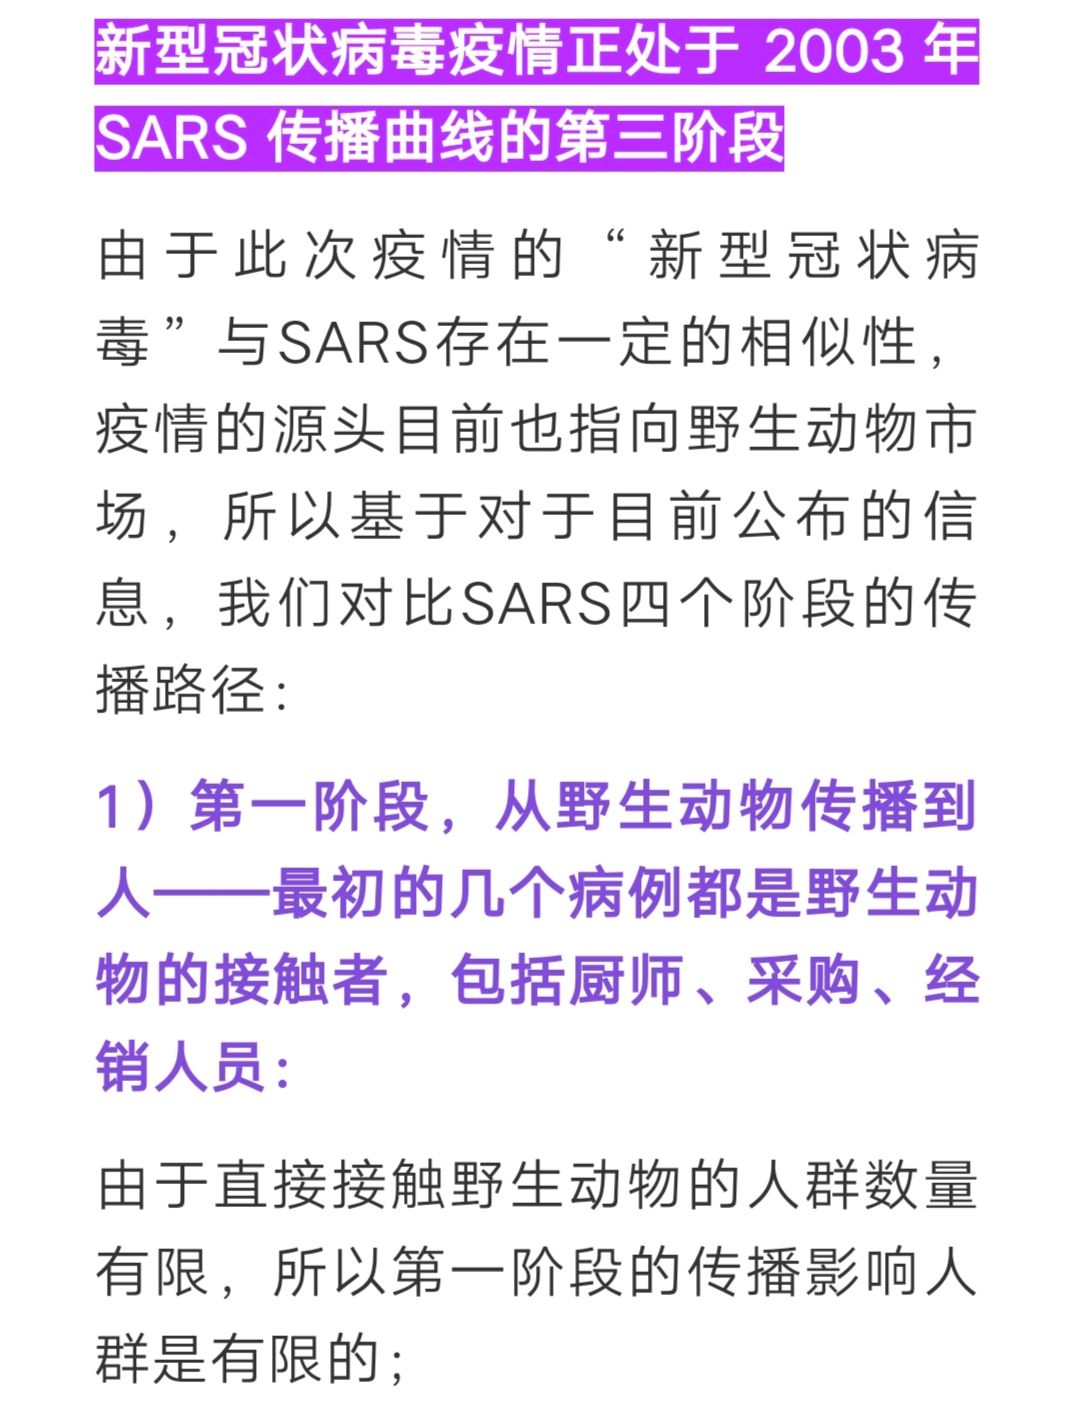 新型冠状病毒疫情正处于 2003 年
SARS 传播曲线的第三阶段
由于此次疫情的“新型冠状病
毒”与SARS存在一定的相似性，
疫情的源头目前也指向野生动物市
场，所以基于对于目前公布的信
息，我们对比SARS四个阶段的传
播路径：
1）第一阶段，从野生动物传播到
人——最初的几个病例都是野生动
物的接触者，包括厨师、采购、经
销人员：
由于直接接触野生动物的人群数量
有限，所以第一阶段的传播影响人
群是有限的；